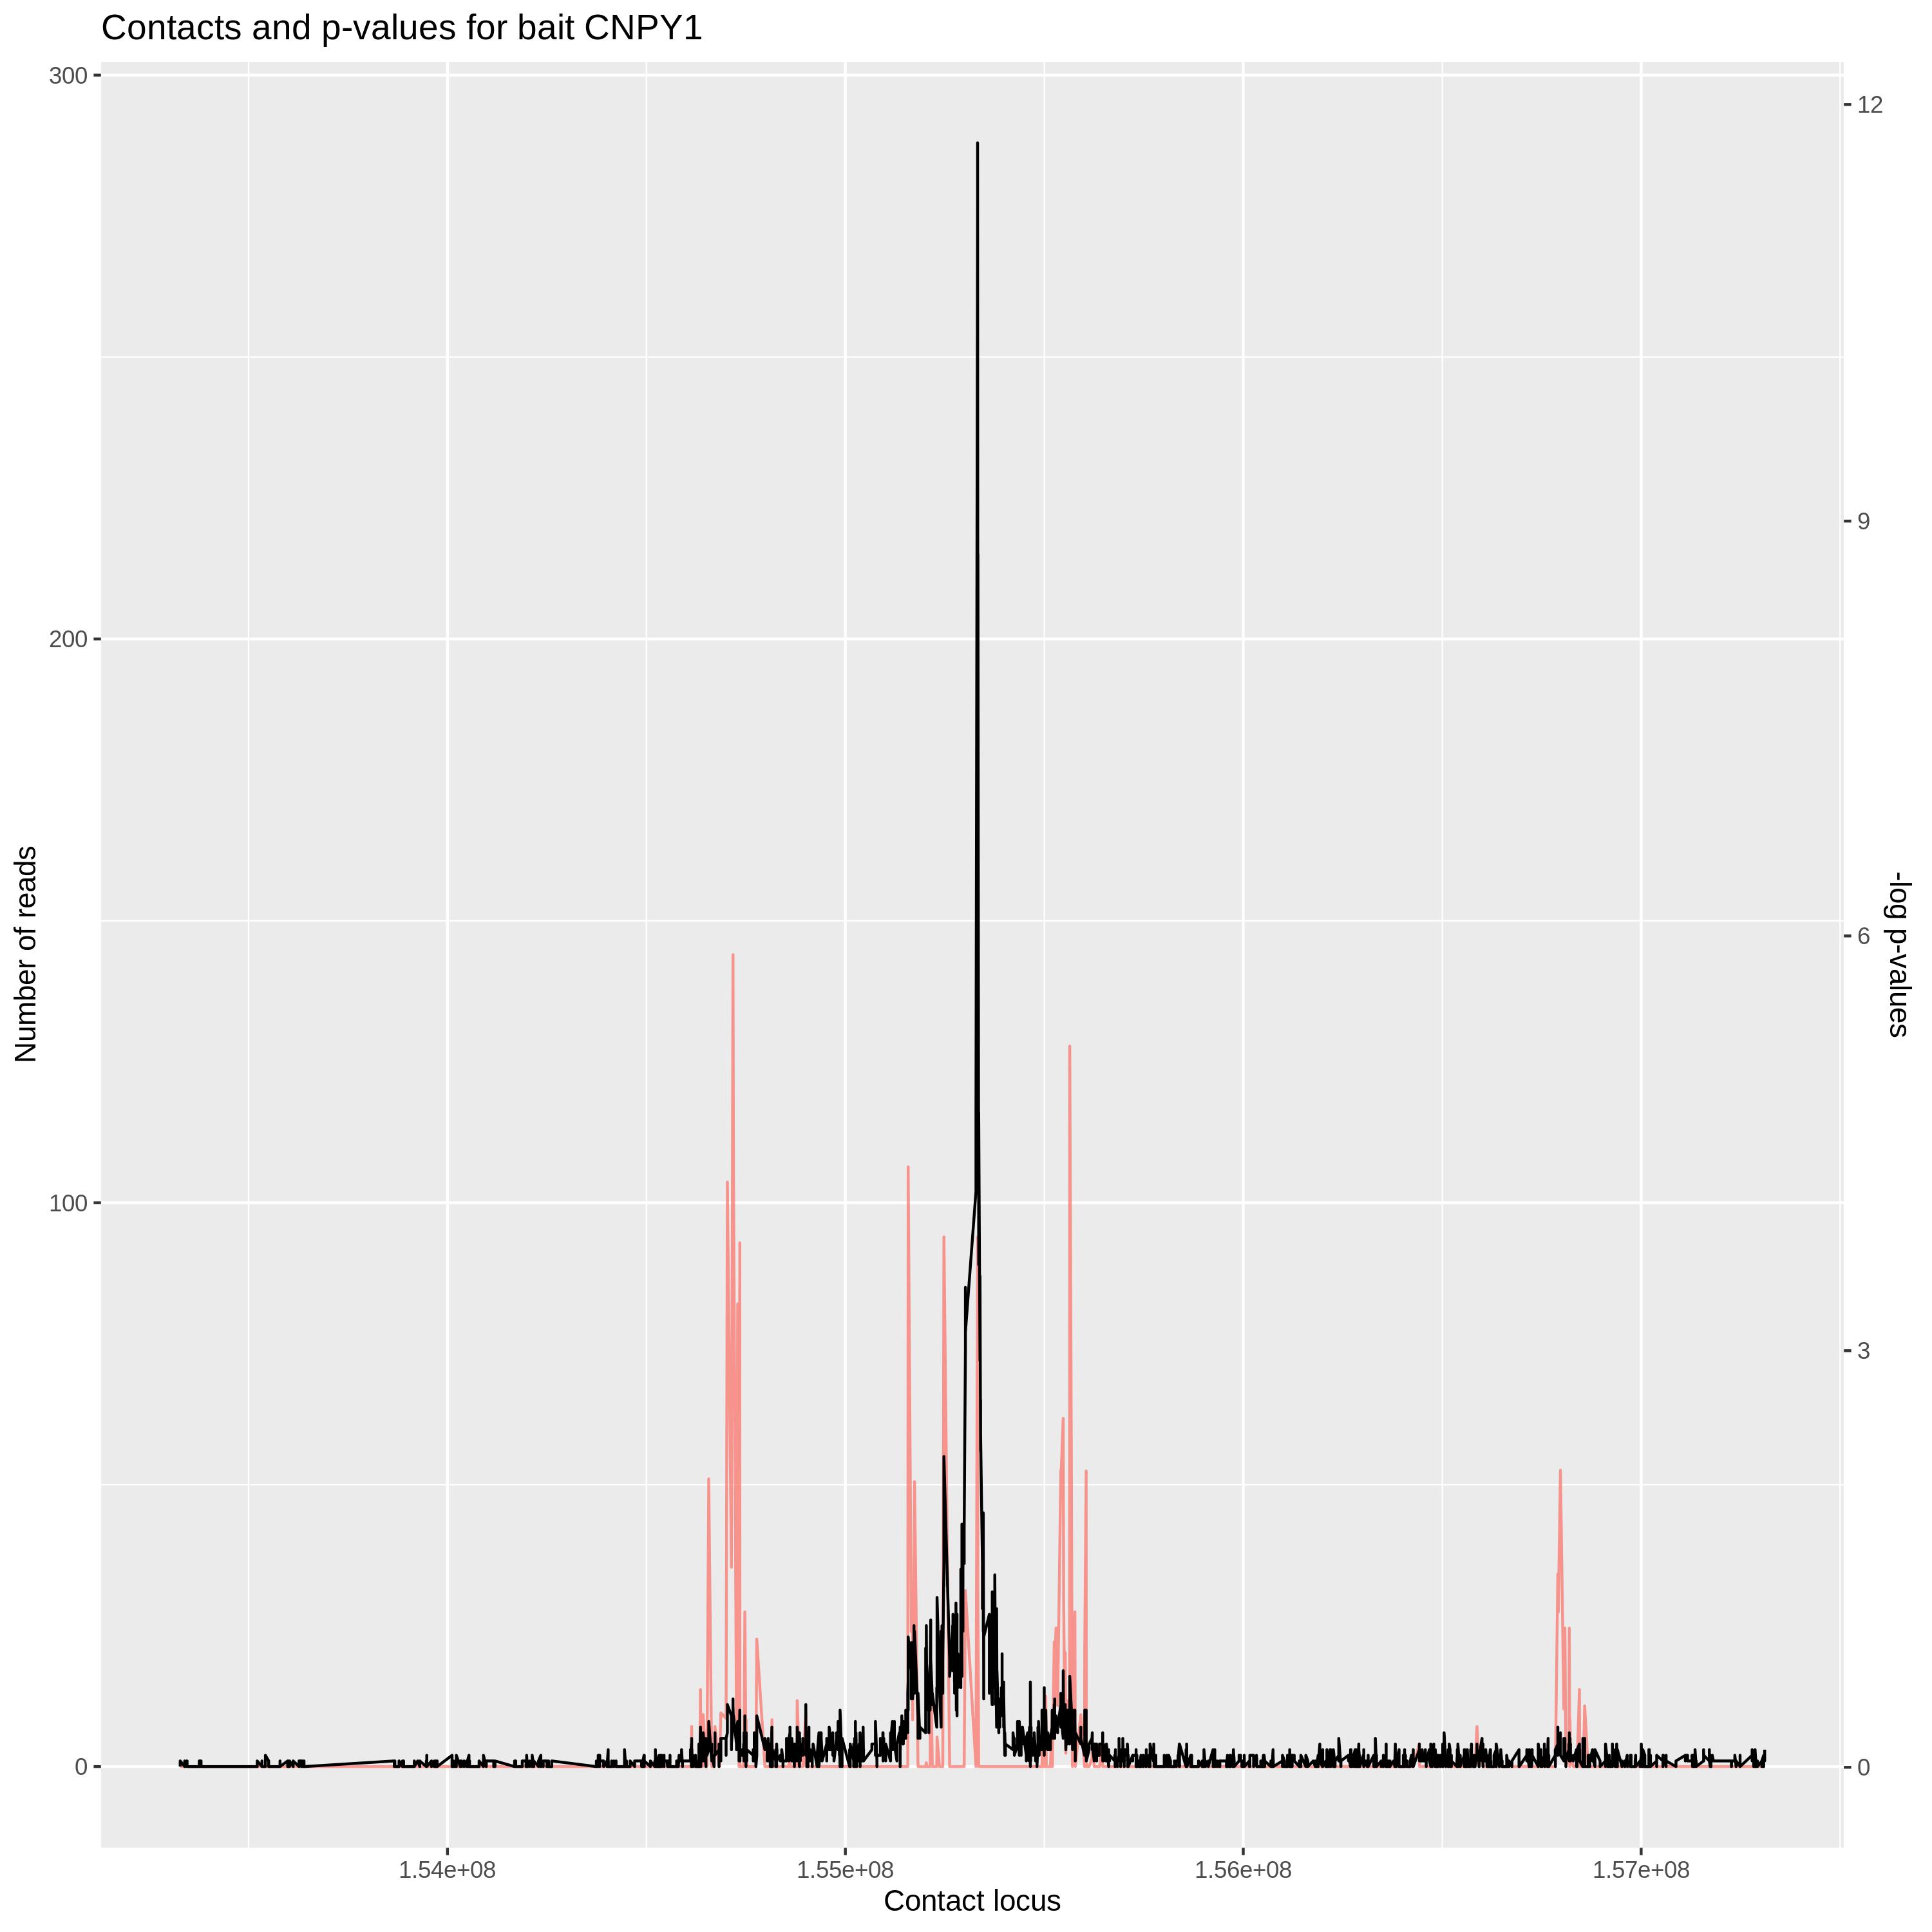 Contacts and p-values for bait CNPY1
300
200
100
0
Number of reads
12
9
6
3
0
-log p-values
1.54e+08
1.55e+08
1.56e+08
1.57e+08
Contact locus